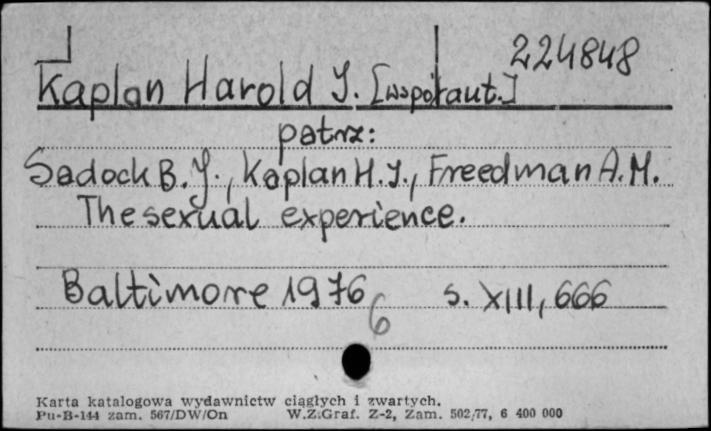 224848
Kaplan Harold J. [współaut.]
patrz:
Sadock B. J., Kaplan H. J., Freedman A. M.
The sexual experience.
Baltimore 1976 s. XIII, 666
6
Karta katalogowa wydawnictw ciągłych i zwartych.
Pu-B-144 zam. 567/DW/On W.Z.Graf. Z-2, Zam. 502/77, 6 400 000